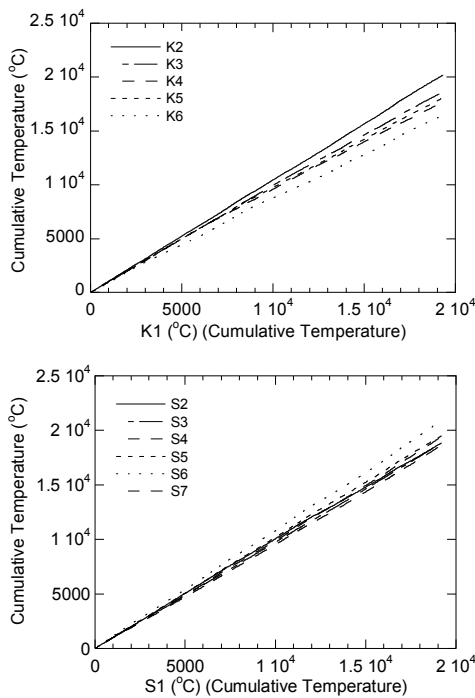 2.5 10⁴
2 10⁴
1.5 10⁴
1 10⁴
5000
0
Cumulative Temperature (°C)
K2
K3
K4
K5
K6
0 5000 1 10⁴ 1.5 10⁴ 2 10⁴
K1 (°C) (Cumulative Temperature)
2.5 10⁴
2 10⁴
1.5 10⁴
1 10⁴
5000
0
Cumulative Temperature (°C)
S2
S3
S4
S5
S6
S7
0 5000 1 10⁴ 1.5 10⁴ 2 10⁴
S1 (°C) (Cumulative Temperature)